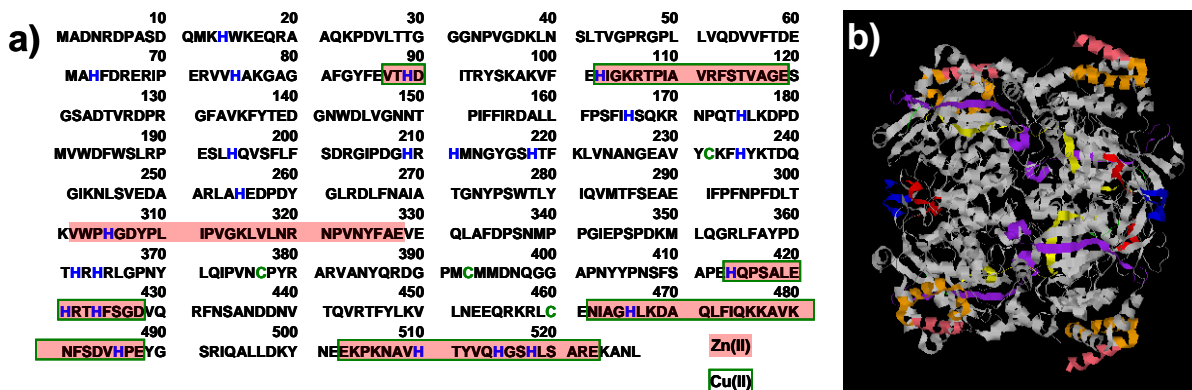 a)
10 20 30 40 50 60
MADNRDPASD QMKHWKEQRA AQKPDVLTTG GGNPVGDKLN SLTVGPRGPL LVQDVVFTDE
70 80 90 100 110 120
MAHFDRERIP ERVVHAKGAG AFGYFEVTHD ITRYSKAKVF EHIGKRTPIA VRFSTVAGES
130 140 150 160 170 180
GSADTVRDPR GFAVKFYTED GNWDLVGNNT PIFFIRDALL FPSFIHSQKR NPQTHLKDPD
190 200 210 220 230 240
MVWDFWSLRP ESLHQVSFLF SDRGIPDGHR HMNGYGSHTF KLVNANGEAV YCKFHYKTDQ
250 260 270 280 290 300
GIKNLSVEDA ARLAHEDPDY GLRDLFNAIA TGNYPSWTLY IQVMTFSEAE IFPFNPFDLT
310 320 330 340 350 360
KVWPHGDYPL IPVGKLVLNR NPVNYFAEVE QLAFDPSNMP PGIEPSPDKM LQGRLFAYPD
370 380 390 400 410 420
THRHRLGPNY LQIPVNCPYR ARVANYQRDG PMCMMDNQGG APNYYPNSFS APEHQPSALE
430 440 450 460 470 480
HRTHFSGDVQ RFNSANDDNV TQVRTFYLKV LNEEQRKRLC ENIAGHLKDA QLFIQKKAVK
490 500 510 520
NFSDVHPEYG SRIQALLDKY NEEKPKNAVH TYVQHGSHLS AREKANL
Zn(II)
Cu(II)
b)